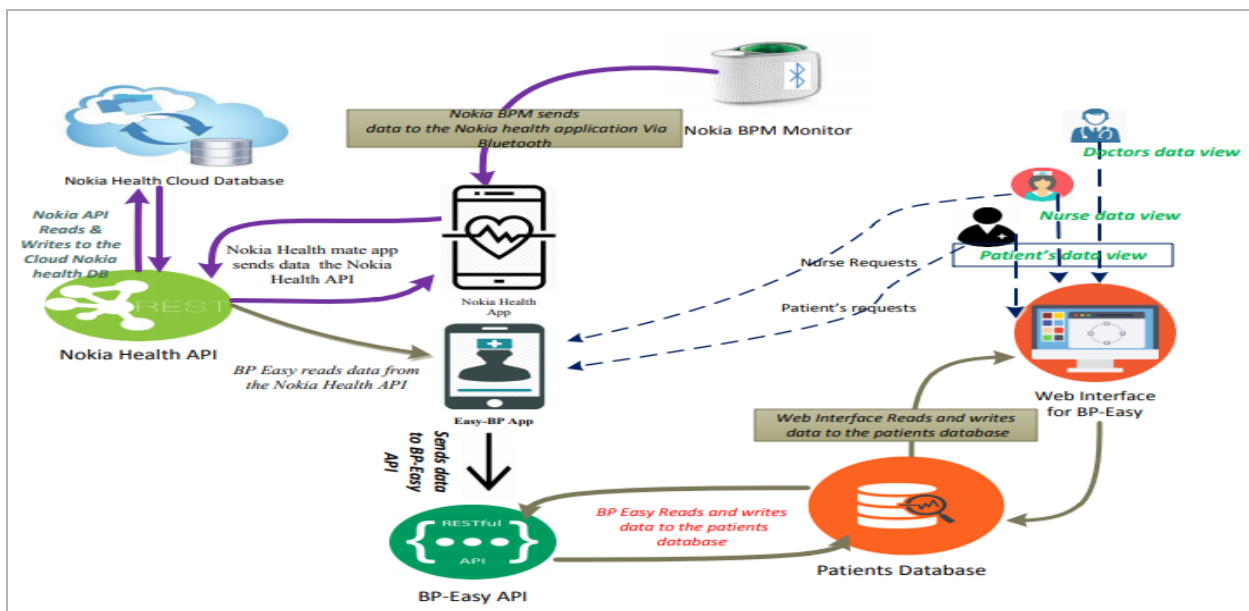 Nokia BPM sends
data to the Nokia health application Via
Bluetooth
Nokia BPM Monitor
Doctors data view
Nokia Health Cloud Database
Nokia API
Reads &
Writes to the
Cloud Nokia
health DB
Nurse data view
Patient's data view
Nokia Health mate app
sends data  the Nokia
Health API
Nurse Requests
Nokia Health
App
Patient's requests
REST
Nokia Health API
BP Easy reads data from
the Nokia Health API
Easy-BP App
Web Interface
for BP-Easy
Web Interface Reads and writes
data to the patients database
Sends data
to BP-Easy
API
RESTful
{•••}
API
BP Easy Reads and writes
data to the patients
database
Patients Database
BP-Easy API